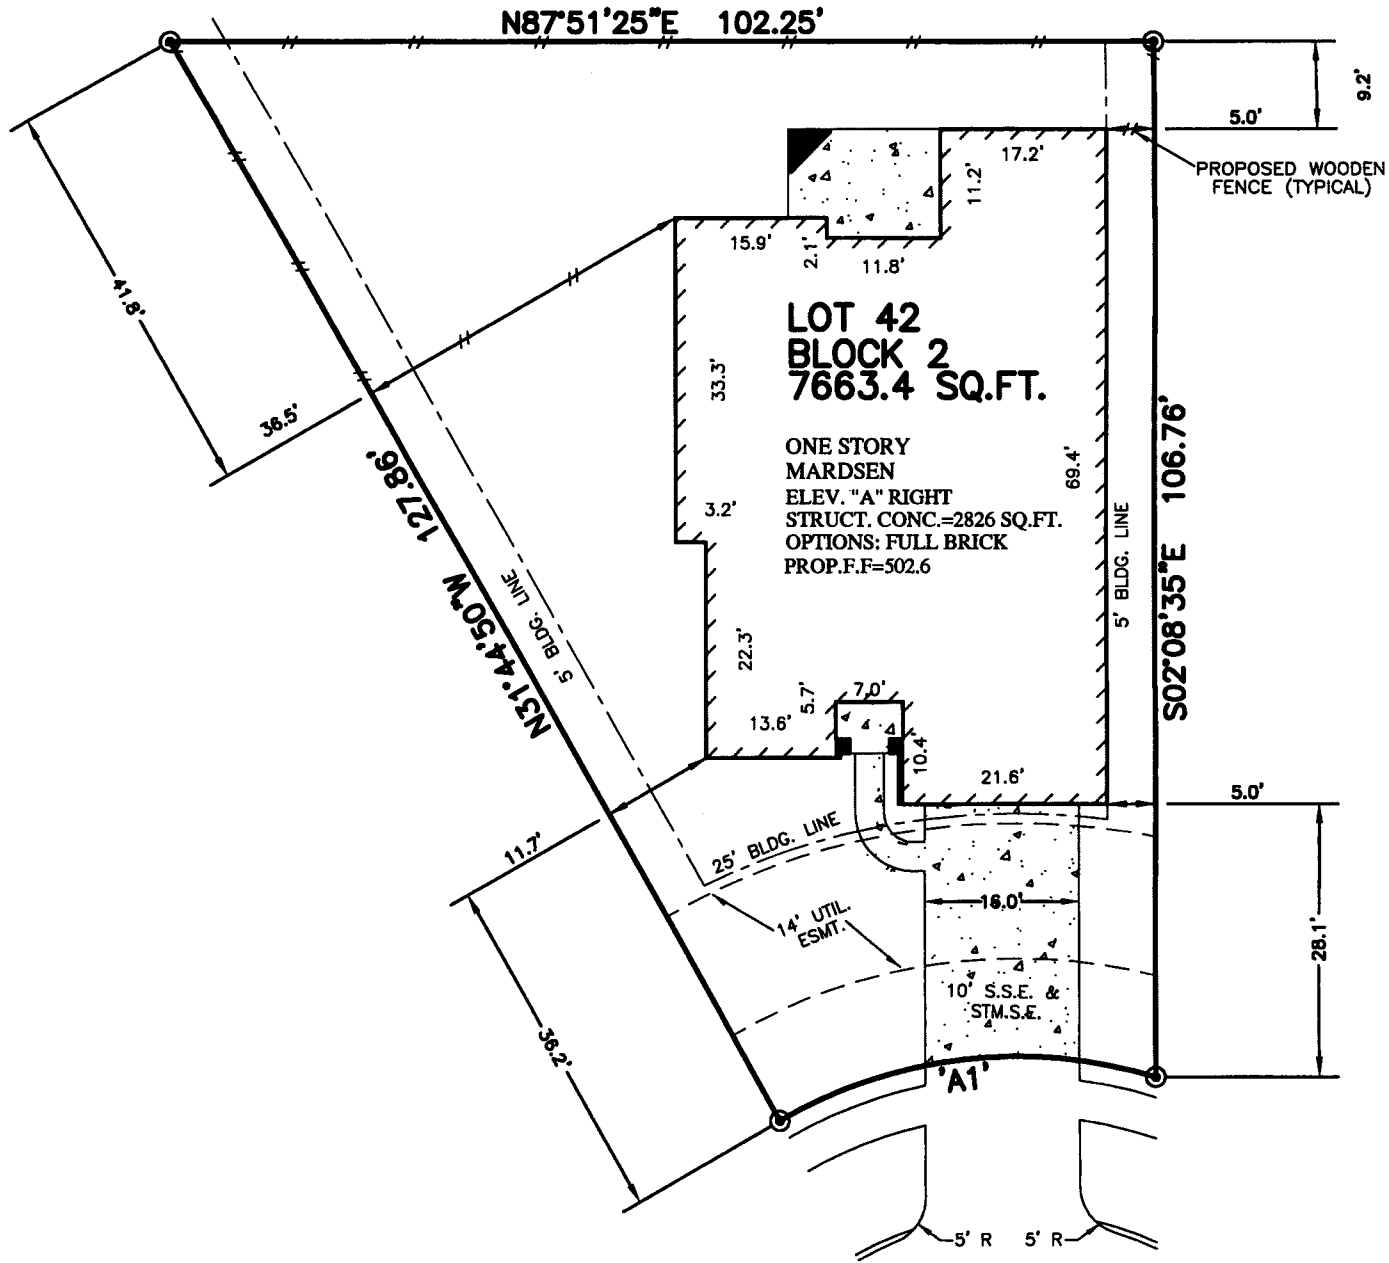 N87°51'25"E 102.25'
9.2'
5.0'
PROPOSED WOODEN
FENCE (TYPICAL)
17.2'
11.2'
15.9'
2.1'
11.8'
41.8'
LOT 42
BLOCK 2
7663.4 SQ.FT.
33.3'
36.5'
ONE STORY
MARDSEN
ELEV. "A" RIGHT
STRUCT. CONC.=2826 SQ.FT.
OPTIONS: FULL BRICK
PROP.F.F=502.6
69.4'
3.2'
5' BLDG. LINE
S02°08'35"E 106.76'
N31°44'50"W 127.86'
5' BLDG. LINE
22.3'
7.0'
5.7'
13.6'
10.4'
21.6'
5.0'
25' BLDG. LINE
11.7'
14' UTIL.
ESMT.
16.0'
28.1'
10' S.S.E. &
STM.S.E.
36.2'
'A1'
5' R 5' R